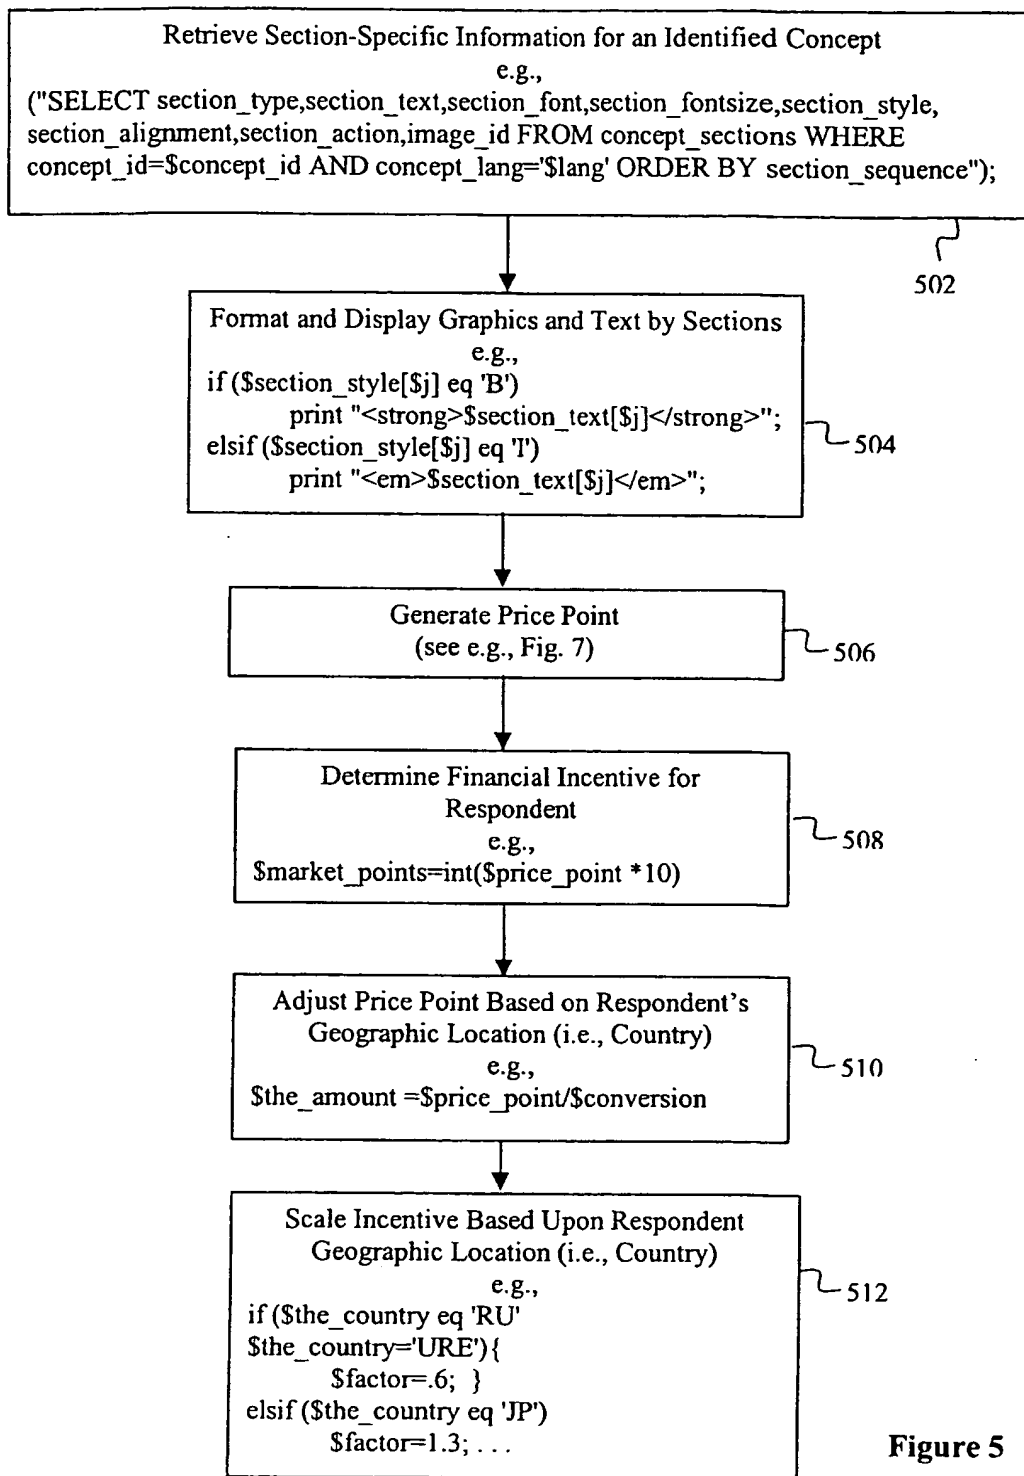 Retrieve Section-Specific Information for an Identified Concept
e.g.,
("SELECT section_type,section_text,section_font,section_fontsize,section_style,
section_alignment,section_action,image_id FROM concept_sections WHERE
concept_id=$concept_id AND concept_lang='$lang' ORDER BY section_sequence");
502
Format and Display Graphics and Text by Sections
e.g.,
if ($section_style[$j] eq 'B')
print "<strong>$section_text[$j]</strong>";
elsif ($section_style[$j] eq 'I')
print "<em>$section_text[$j]</em>";
504
Generate Price Point
(see e.g., Fig. 7)
506
Determine Financial Incentive for
Respondent
e.g.,
$market_points=int($price_point *10)
508
Adjust Price Point Based on Respondent's
Geographic Location (i.e., Country)
e.g.,
$the_amount =$price_point/$conversion
510
Scale Incentive Based Upon Respondent
Geographic Location (i.e., Country)
e.g.,
if ($the_country eq 'RU'
$the_country='URE'){
$factor=.6; }
elsif ($the_country eq 'JP')
$factor=1.3; . . .
512
Figure 5